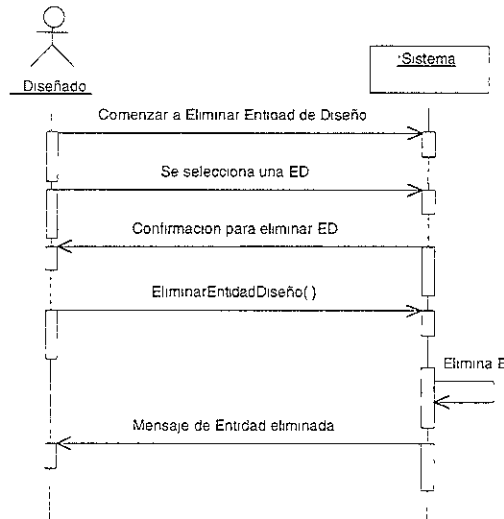 Diseñado
:Sistema
Comenzar a Eliminar Entidad de Diseño
Se selecciona una ED
Confirmacion para eliminar ED
EliminarEntidadDiseño( )
Elimina E
Mensaje de Entidad eliminada